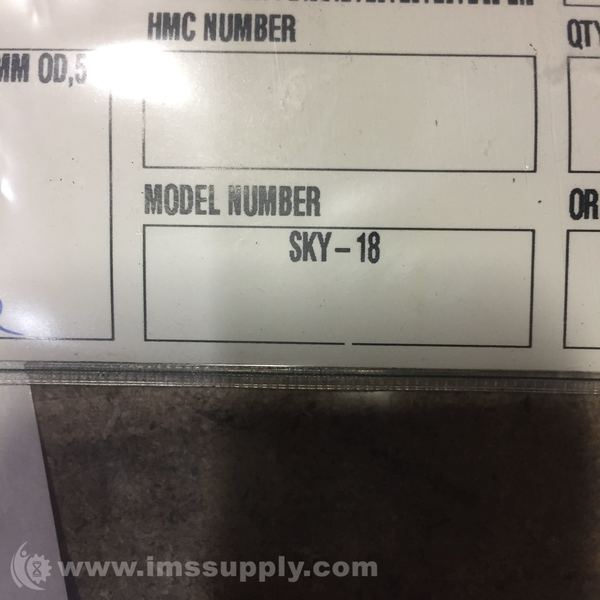 HMC NUMBER
QTY
MM OD,5
MODEL NUMBER
OR
SKY-18
www.imssupply.com